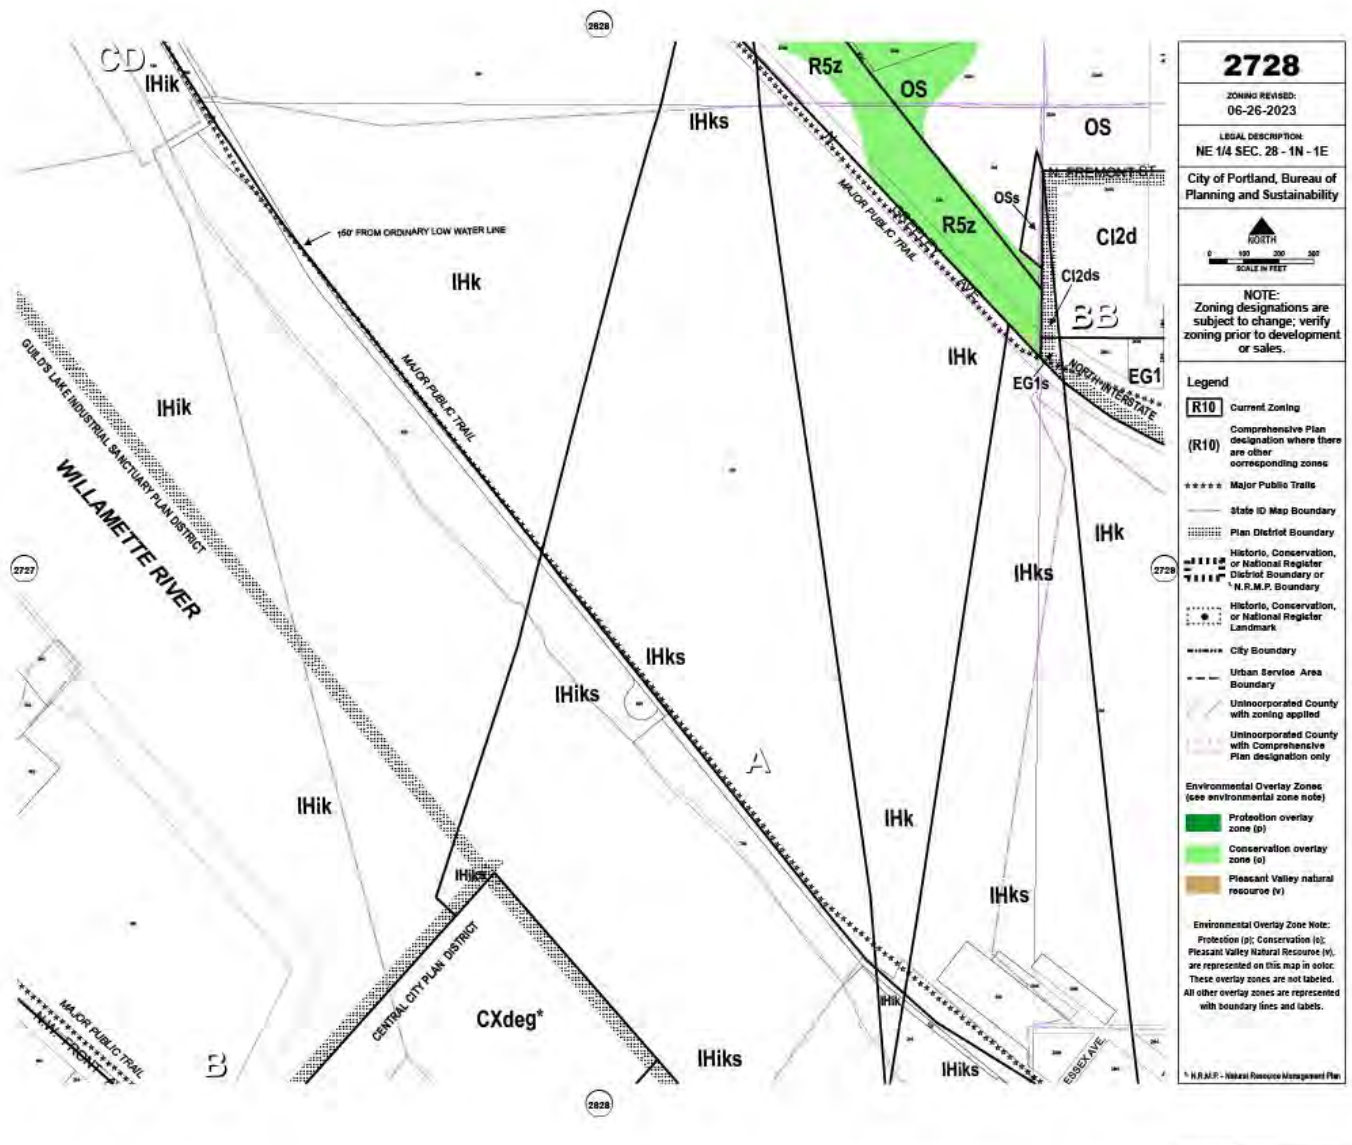 2828
CD
IHik
R5z
OS
IHks
OS
N. FREMONT ST.
OSs
MAJOR PUBLIC TRAIL
150' FROM ORDINARY LOW WATER LINE
R5z
CI2d
IHk
CI2ds
AVE
BB
GUILD'S LAKE INDUSTRIAL SANCTUARY PLAN DISTRICT
MAJOR PUBLIC TRAIL
IHk
EG1s
NORTH INTERSTATE
EG1
IHik
WILLAMETTE RIVER
IHk
2727
IHks
2729
IHks
IHiks
A
IHik
IHk
IHiks
IHks
CENTRAL CITY PLAN DISTRICT
CXdeg*
IHik
MAJOR PUBLIC TRAIL
N.W. FRONT
B
IHiks
IHiks
ESSEX AVE.
2828
2728
ZONING REVISED:
06-26-2023
LEGAL DESCRIPTION:
NE 1/4 SEC. 28 - 1N - 1E
City of Portland, Bureau of
Planning and Sustainability
NORTH
0 100 300 500
SCALE IN FEET
NOTE:
Zoning designations are
subject to change; verify
zoning prior to development
or sales.
Legend
R10 Current Zoning
(R10) Comprehensive Plan
designation where there
are other
corresponding zones
Major Public Trails
State ID Map Boundary
Plan District Boundary
Historic, Conservation,
or National Register
District Boundary or
N.R.M.P. Boundary
Historic, Conservation,
or National Register
Landmark
City Boundary
Urban Service Area
Boundary
Unincorporated County
with zoning applied
Unincorporated County
with Comprehensive
Plan designation only
Environmental Overlay Zones
(see environmental zone note)
Protection overlay
zone (p)
Conservation overlay
zone (c)
Pleasant Valley natural
resource (v)
Environmental Overlay Zone Note:
Protection (p); Conservation (c);
Pleasant Valley Natural Resource (v),
are represented on this map in color.
These overlay zones are not labeled.
All other overlay zones are represented
with boundary lines and labels.
N.R.M.P. - Natural Resource Management Plan